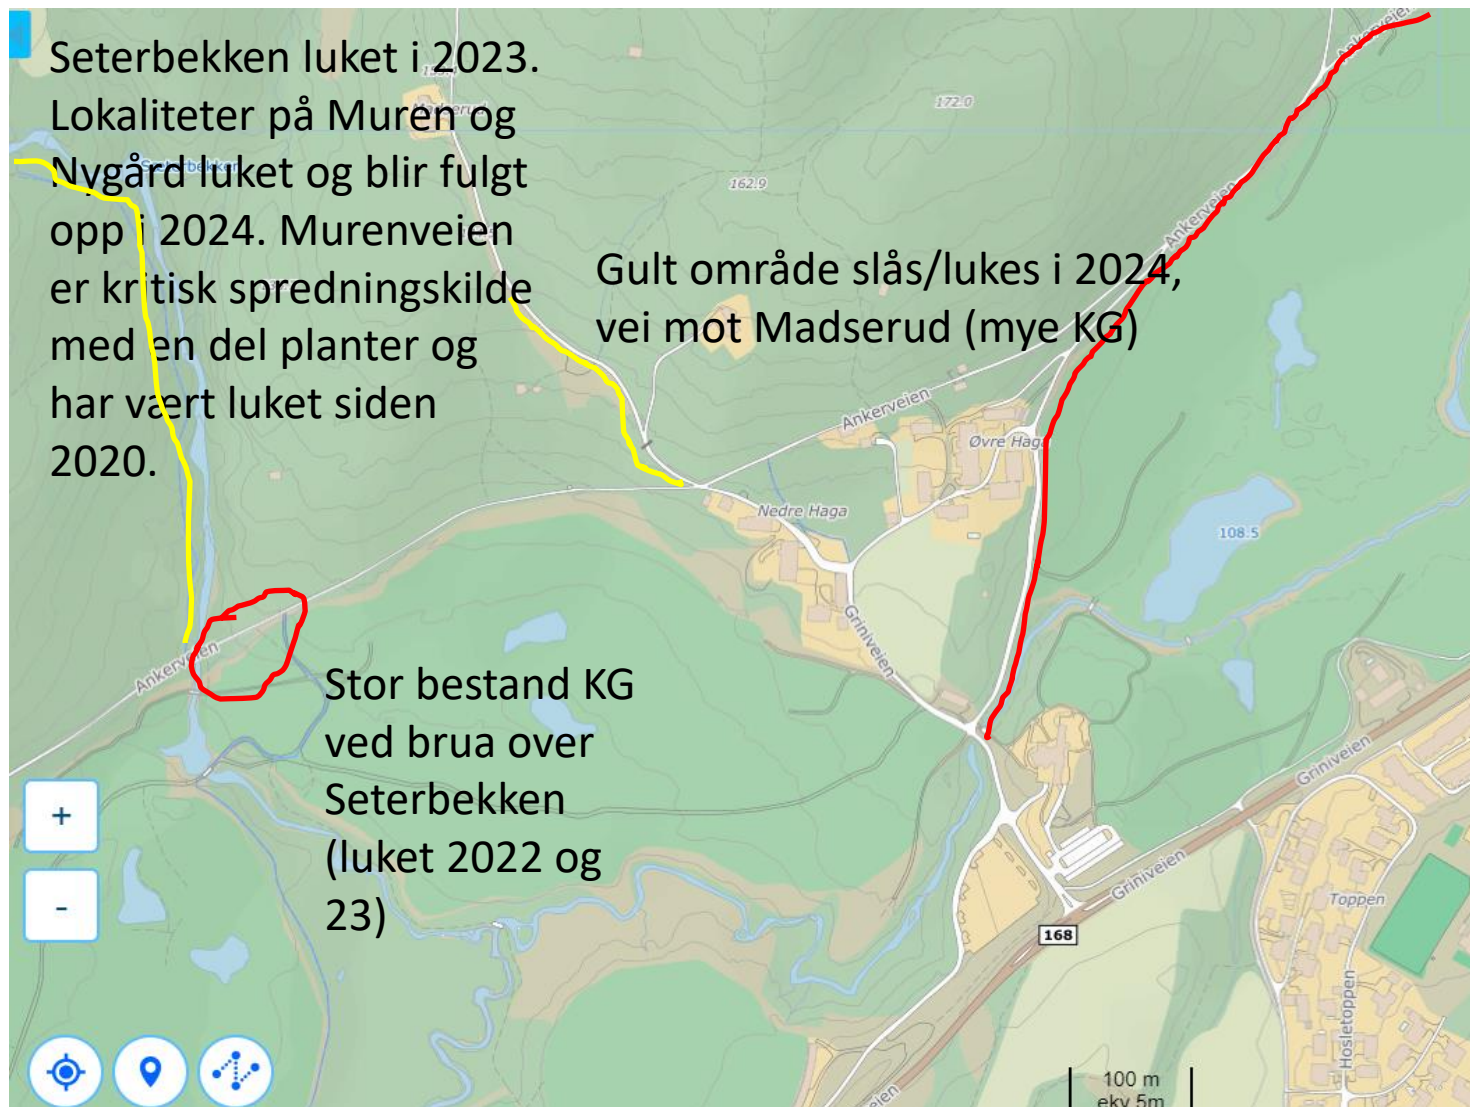 Seterbekken luket i 2023.
Lokaliteter på Muren og
Nygård luket og blir fulgt
opp i 2024. Murenveien
er kritisk spredningskilde
med en del planter og
har vært luket siden
2020.
Gult område slås/lukes i 2024,
vei mot Madserud (mye KG)
Stor bestand KG
ved brua over
Seterbekken
(luket 2022 og
23)
Madserud
172.0
162.9
Ankerveien
Ankerveien
Ankerveien
Øvre Haga
Nedre Haga
108.5
Griniveien
Ankerveien
Griniveien
Griniveien
Toppen
168
Hosletoppen
+
-
100 m
ekv 5m